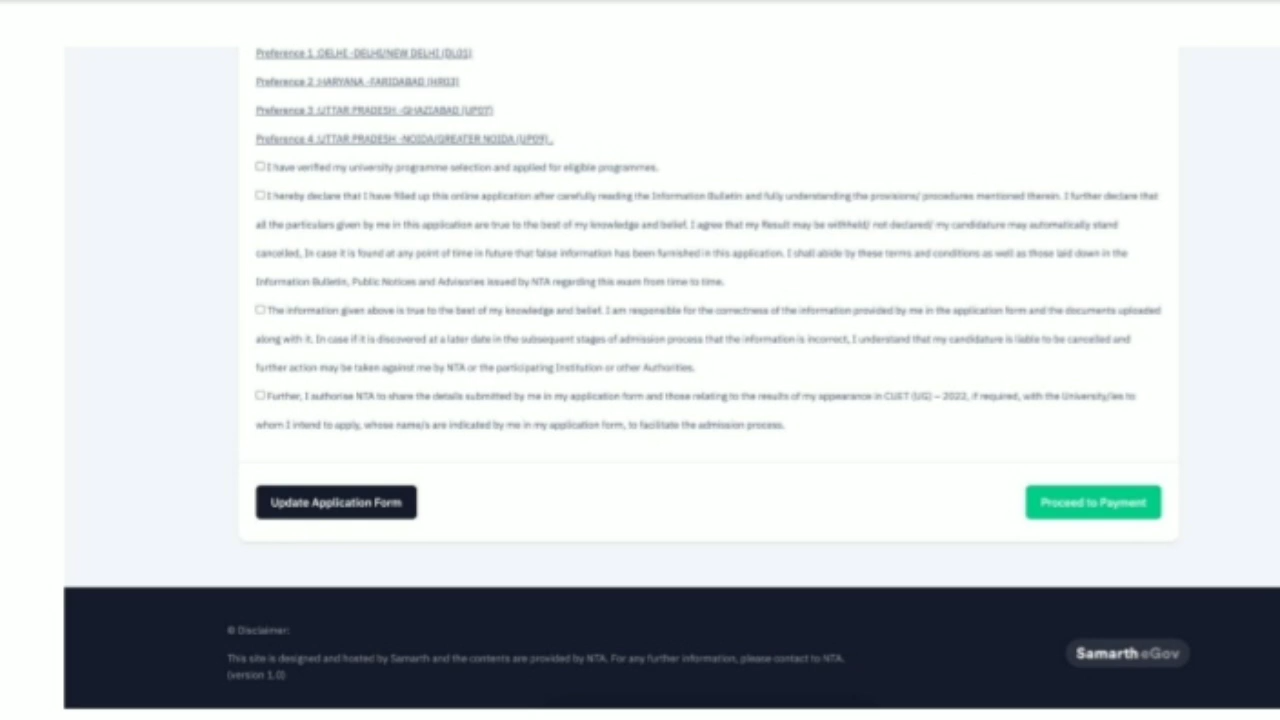 Preference 1 :DELHI -DELHI/NEW DELHI (DL01)
Preference 2 :HARYANA -FARIDABAD (HR03)
Preference 3 :UTTAR PRADESH -GHAZIABAD (UP07)
Preference 4 :UTTAR PRADESH -NOIDA/GREATER NOIDA (UP09) .
I have verified my university programme selection and applied for eligible programmes.
I hereby declare that I have filled up this online application after carefully reading the Information Bulletin and fully understanding the provisions/ procedures mentioned therein. I further declare that
all the particulars given by me in this application are true to the best of my knowledge and belief. I agree that my Result may be withheld/ not declared/ my candidature may automatically stand
cancelled, In case it is found at any point of time in future that false information has been furnished in this application. I shall abide by these terms and conditions as well as those laid down in the
Information Bulletin, Public Notices and Advisories issued by NTA regarding this exam from time to time.
The information given above is true to the best of my knowledge and belief. I am responsible for the correctness of the information provided by me in the application form and the documents uploaded
along with it. In case if it is discovered at a later date in the subsequent stages of admission process that the information is incorrect, I understand that my candidature is liable to be cancelled and
further action may be taken against me by NTA or the participating Institution or other Authorities.
Further, I authorise NTA to share the details submitted by me in my application form and those relating to the results of my appearance in CUET (UG) – 2022, if required, with the University/ies to
whom I intend to apply, whose name/s are indicated by me in my application form, to facilitate the admission process.
Update Application Form
Proceed to Payment
© Disclaimer:
This site is designed and hosted by Samarth and the contents are provided by NTA. For any further information, please contact to NTA.
(version 1.0)
Samarth eGov